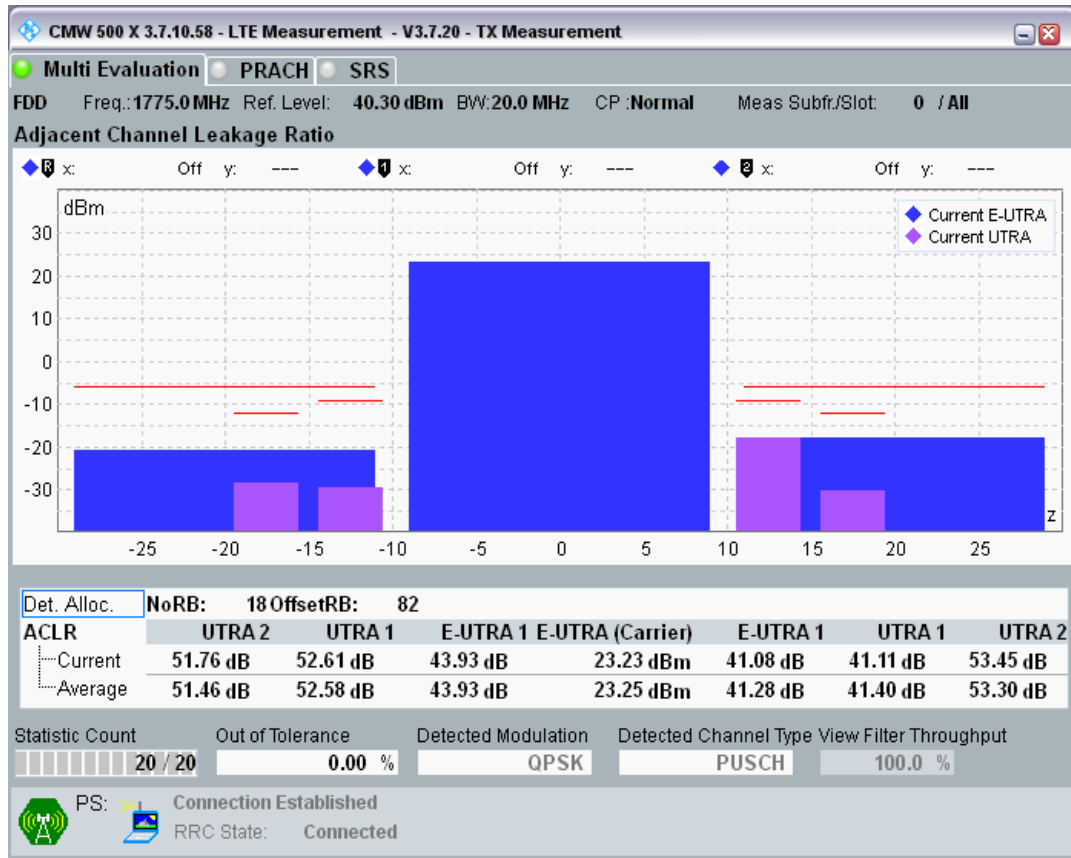 CMW 500 X 3.7.10.58 - LTE Measurement - V3.7.20 - TX Measurement
Multi Evaluation PRACH SRS
FDD Freq.:1775.0 MHz Ref. Level: 40.30 dBm BW:20.0 MHz CP :Normal Meas Subfr./Slot: 0 / All
Adjacent Channel Leakage Ratio
R x: Off y: --- 1 x: Off y: --- 2 x: Off y: ---
dBm
Current E-UTRA
Current UTRA
30
20
10
0
-10
-20
-30
z
-25 -20 -15 -10 -5 0 5 10 15 20 25
Det. Alloc. NoRB: 18 OffsetRB: 82
ACLR UTRA 2 UTRA 1 E-UTRA 1 E-UTRA (Carrier) E-UTRA 1 UTRA 1 UTRA 2
Current 51.76 dB 52.61 dB 43.93 dB 23.23 dBm 41.08 dB 41.11 dB 53.45 dB
Average 51.46 dB 52.58 dB 43.93 dB 23.25 dBm 41.28 dB 41.40 dB 53.30 dB
Statistic Count Out of Tolerance Detected Modulation Detected Channel Type View Filter Throughput
20 / 20 0.00 % QPSK PUSCH 100.0 %
PS: Connection Established
RRC State: Connected